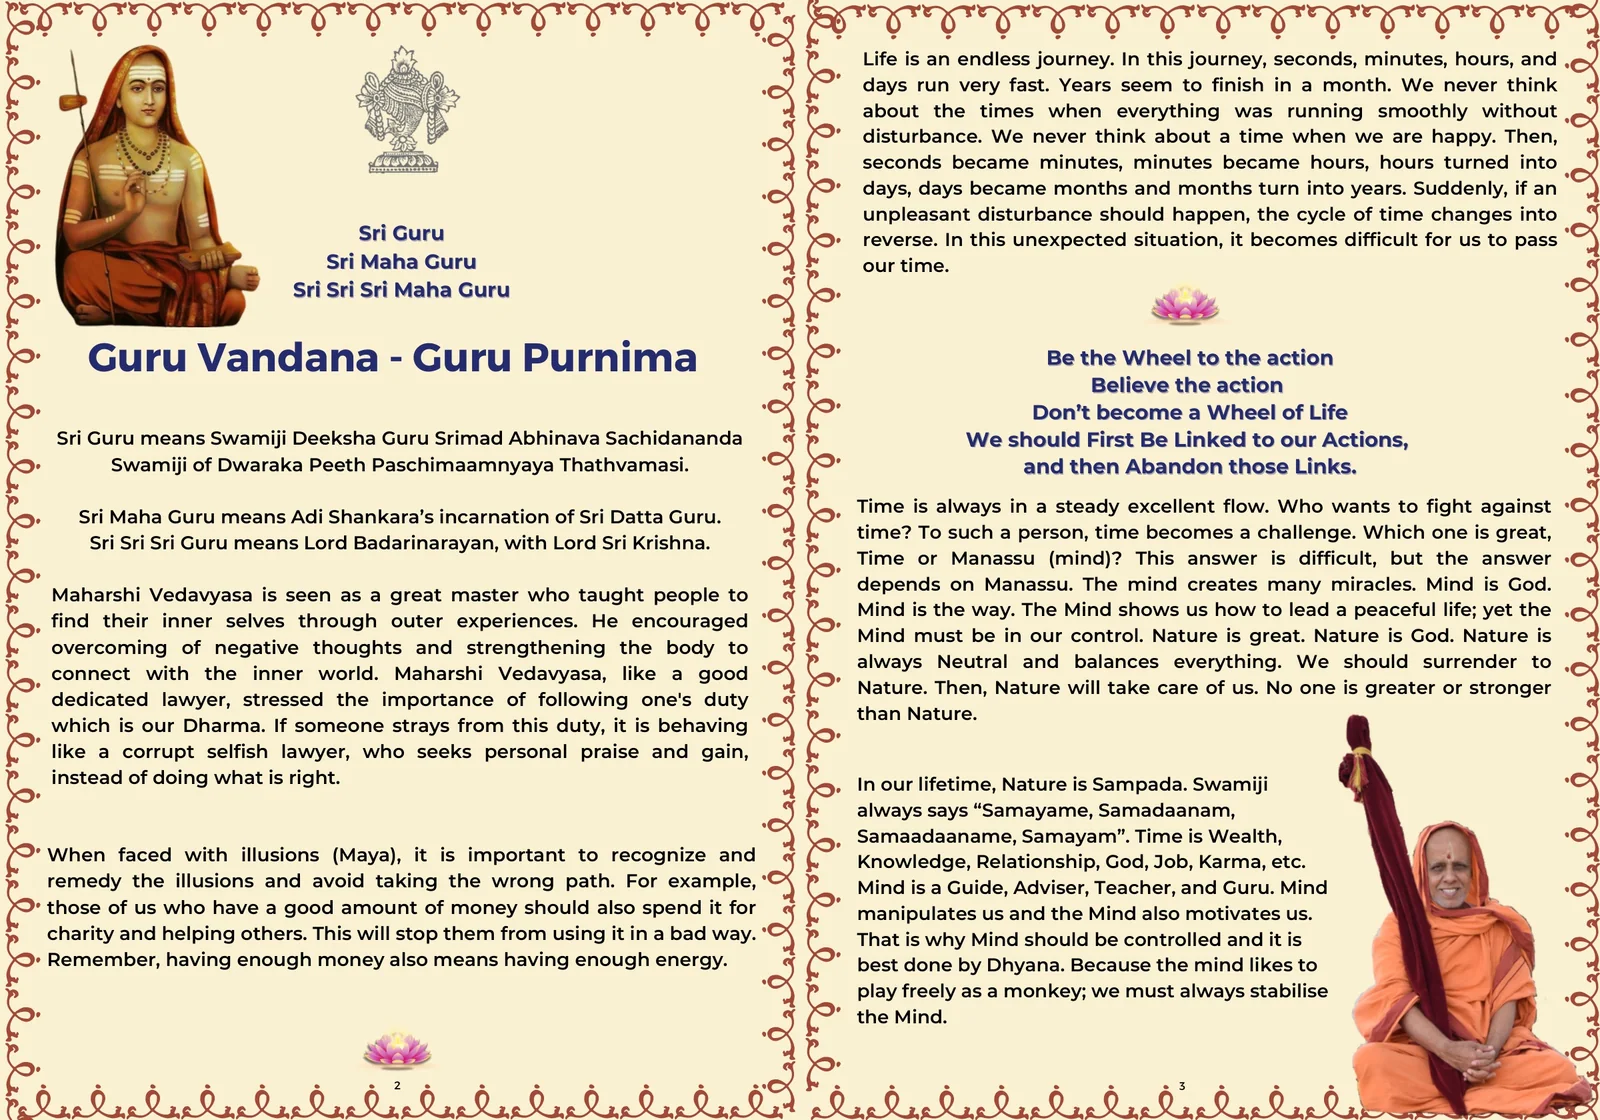 Sri Guru
Sri Maha Guru
Sri Sri Sri Maha Guru
Guru Vandana - Guru Purnima
Sri Guru means Swamiji Deeksha Guru Srimad Abhinava Sachidananda
Swamiji of Dwaraka Peeth Paschimaamnyaya Thathvamasi.
Sri Maha Guru means Adi Shankara’s incarnation of Sri Datta Guru.
Sri Sri Sri Guru means Lord Badarinarayan, with Lord Sri Krishna.
Maharshi Vedavyasa is seen as a great master who taught people to
find their inner selves through outer experiences. He encouraged
overcoming of negative thoughts and strengthening the body to
connect with the inner world. Maharshi Vedavyasa, like a good
dedicated lawyer, stressed the importance of following one's duty
which is our Dharma. If someone strays from this duty, it is behaving
like a corrupt selfish lawyer, who seeks personal praise and gain,
instead of doing what is right.
When faced with illusions (Maya), it is important to recognize and
remedy the illusions and avoid taking the wrong path. For example,
those of us who have a good amount of money should also spend it for
charity and helping others. This will stop them from using it in a bad way.
Remember, having enough money also means having enough energy.
2
Life is an endless journey. In this journey, seconds, minutes, hours, and
days run very fast. Years seem to finish in a month. We never think
about the times when everything was running smoothly without
disturbance. We never think about a time when we are happy. Then,
seconds became minutes, minutes became hours, hours turned into
days, days became months and months turn into years. Suddenly, if an
unpleasant disturbance should happen, the cycle of time changes into
reverse. In this unexpected situation, it becomes difficult for us to pass
our time.
Be the Wheel to the action
Believe the action
Don’t become a Wheel of Life
We should First Be Linked to our Actions,
and then Abandon those Links.
Time is always in a steady excellent flow. Who wants to fight against
time? To such a person, time becomes a challenge. Which one is great,
Time or Manassu (mind)? This answer is difficult, but the answer
depends on Manassu. The mind creates many miracles. Mind is God.
Mind is the way. The Mind shows us how to lead a peaceful life; yet the
Mind must be in our control. Nature is great. Nature is God. Nature is
always Neutral and balances everything. We should surrender to
Nature. Then, Nature will take care of us. No one is greater or stronger
than Nature.
In our lifetime, Nature is Sampada. Swamiji
always says “Samayame, Samadaanam,
Samaadaaname, Samayam”. Time is Wealth,
Knowledge, Relationship, God, Job, Karma, etc.
Mind is a Guide, Adviser, Teacher, and Guru. Mind
manipulates us and the Mind also motivates us.
That is why Mind should be controlled and it is
best done by Dhyana. Because the mind likes to
play freely as a monkey; we must always stabilise
the Mind.
3